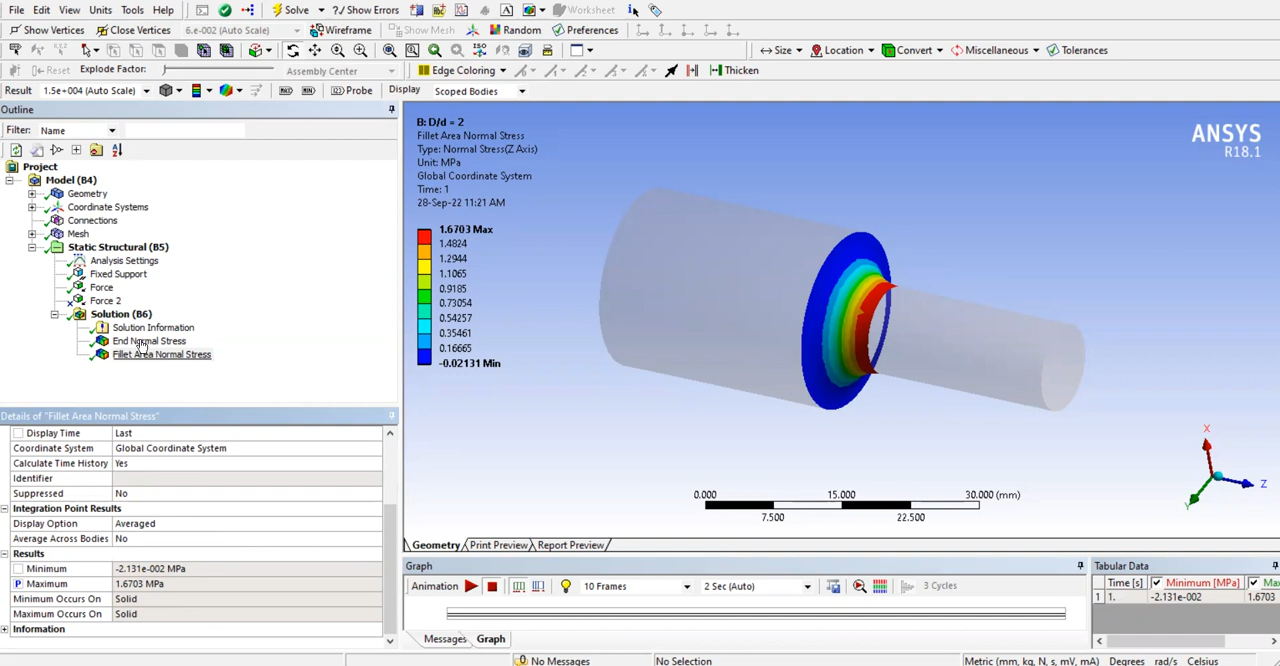 File Edit View Units Tools Help Solve ?/ Show Errors Worksheet
Show Vertices Close Vertices 6.e-002 (Auto Scale) Wireframe Show Mesh Random Preferences
Size Location Convert Miscellaneous Tolerances
Reset Explode Factor: Assembly Center Edge Coloring Thicken
Result 1.5e+004 (Auto Scale) Probe Display Scoped Bodies
Outline
Filter: Name
Project
Model (B4)
Geometry
Coordinate Systems
Connections
Mesh
Static Structural (B5)
Analysis Settings
Fixed Support
Force
Force 2
Solution (B6)
Solution Information
End Normal Stress
Fillet Area Normal Stress
Details of "Fillet Area Normal Stress"
Display Time Last
Coordinate System Global Coordinate System
Calculate Time History Yes
Identifier
Suppressed No
Integration Point Results
Display Option Averaged
Average Across Bodies No
Results
Minimum -2.131e-002 MPa
P Maximum 1.6703 MPa
Minimum Occurs On Solid
Maximum Occurs On Solid
Information
B: D/d = 2
Fillet Area Normal Stress
Type: Normal Stress(Z Axis)
Unit: MPa
Global Coordinate System
Time: 1
28-Sep-22 11:21 AM
1.6703 Max
1.4824
1.2944
1.1065
0.9185
0.73054
0.54257
0.35461
0.16665
-0.02131 Min
ANSYS
R18.1
X
Z
Y
0.000 15.000 30.000 (mm)
7.500 22.500
Geometry Print Preview Report Preview
Graph
Animation 10 Frames 2 Sec (Auto) 3 Cycles
Messages Graph
Tabular Data
Time [s] Minimum [MPa] Max
1 1. -2.131e-002 1.6703
No Messages No Selection Metric (mm, kg, N, s, mV, mA) Degrees rad/s Celsius